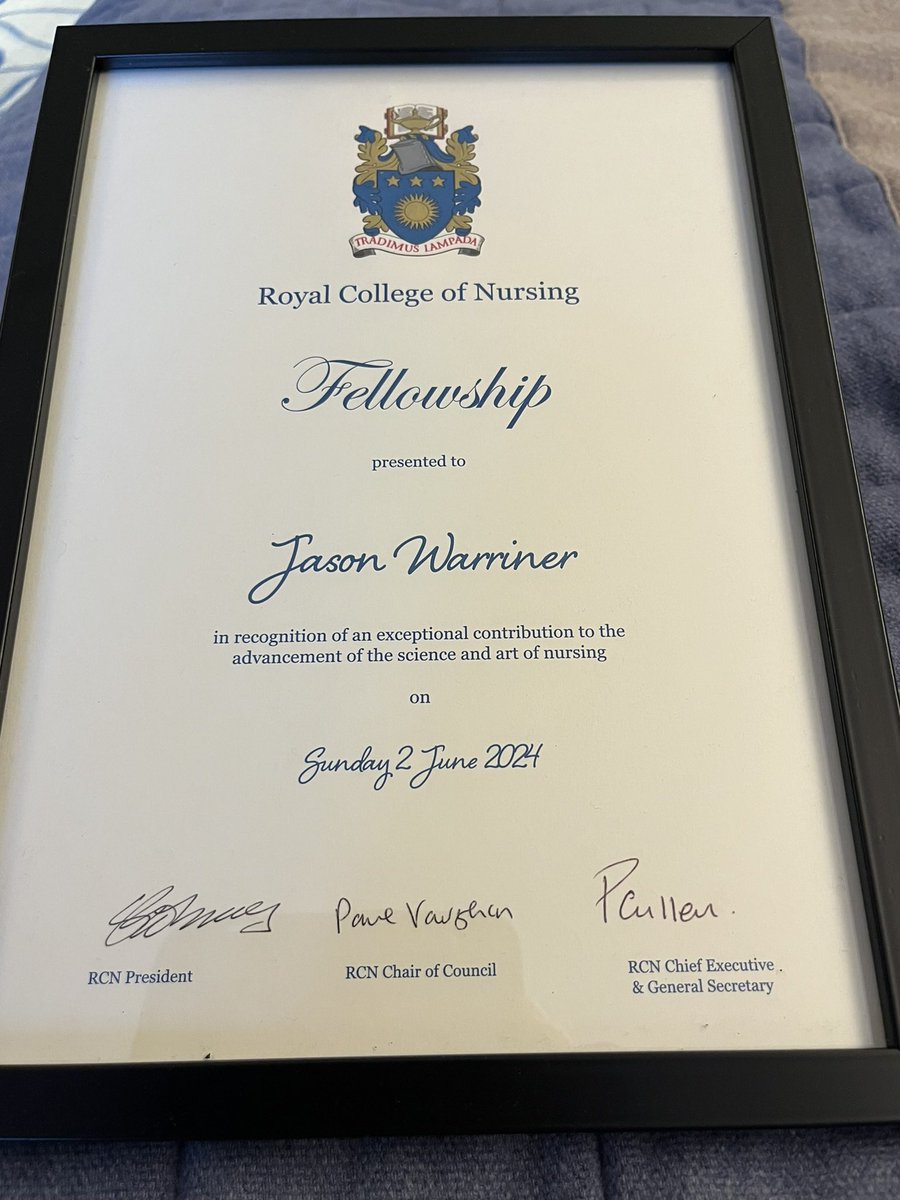 TRADIMUS LAMPADA
Royal College of Nursing
Fellowship
presented to
Jason Warriner
in recognition of an exceptional contribution to the
advancement of the science and art of nursing
on
Sunday 2 June 2024
Vaughan
PCullen.
RCN President
RCN Chair of Council
RCN Chief Executive
& General Secretary